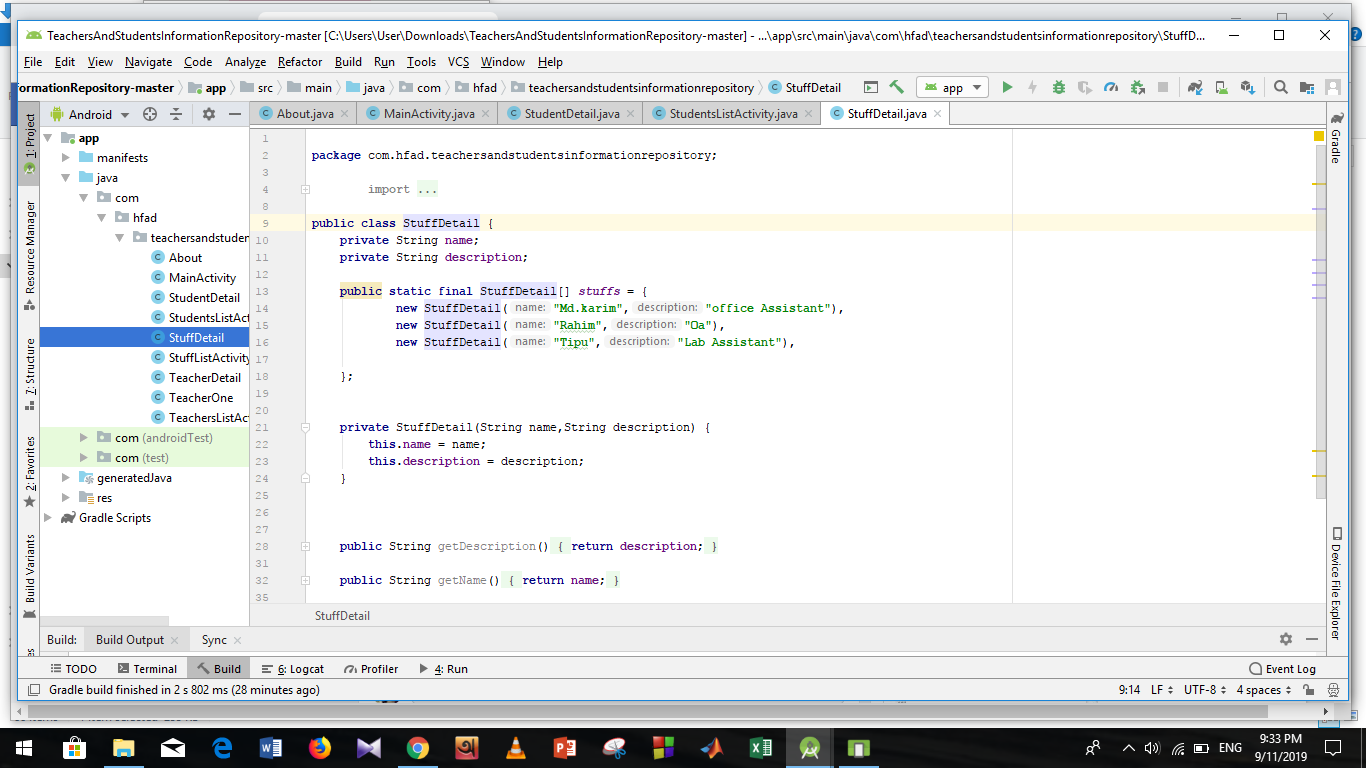 TeachersAndStudentsInformationRepository-master [C:\Users\User\Downloads\TeachersAndStudentsInformationRepository-master] - ...\app\src\main\java\com\hfad\teachersandstudentsinformationrepository\StuffD...
File Edit View Navigate Code Analyze Refactor Build Run Tools VCS Window Help
ormationRepository-master app src main java com hfad teachersandstudentsinformationrepository StuffDetail app
Android About.java MainActivity.java StudentDetail.java StudentsListActivity.java StuffDetail.java
1: Project
Resource Manager
7: Structure
2: Favorites
Build Variants
app
manifests
java
com
hfad
teachersandstuden
About
MainActivity
StudentDetail
StudentsListAct
StuffDetail
StuffListActivity
TeacherDetail
TeacherOne
TeachersListAct
com (androidTest)
com (test)
generatedJava
res
Gradle Scripts
1
2 package com.hfad.teachersandstudentsinformationrepository;
3
4 import ...
8
9 public class StuffDetail {
10 private String name;
11 private String description;
12
13 public static final StuffDetail[] stuffs = {
14 new StuffDetail( name: "Md.karim", description: "office Assistant"),
15 new StuffDetail( name: "Rahim", description: "Oa"),
16 new StuffDetail( name: "Tipu", description: "Lab Assistant"),
17
18 };
19
20
21 private StuffDetail(String name,String description) {
22 this.name = name;
23 this.description = description;
24 }
25
26
27
28 public String getDescription() { return description; }
31
32 public String getName() { return name; }
35
StuffDetail
Gradle
Device File Explorer
Build: Build Output Sync
TODO Terminal Build 6: Logcat Profiler 4: Run Event Log
Gradle build finished in 2 s 802 ms (28 minutes ago) 9:14 LF UTF-8 4 spaces
ENG
9:33 PM
9/11/2019